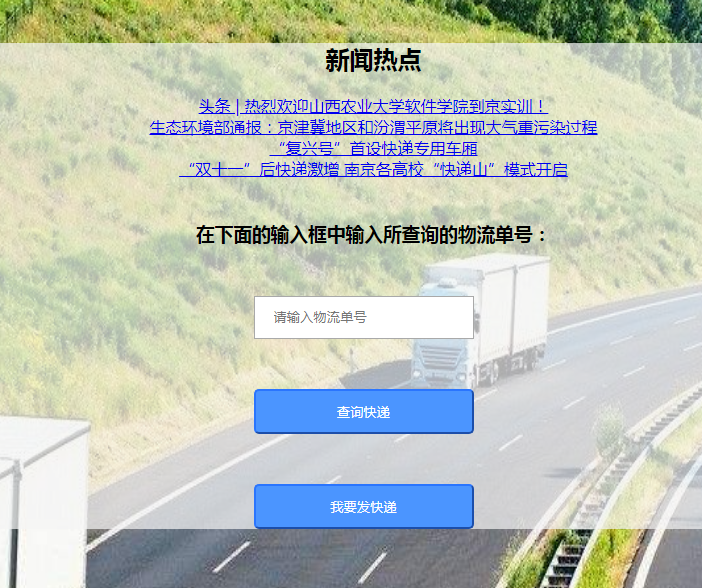 新闻热点
头条 | 热烈欢迎山西农业大学软件学院到京实训！
生态环境部通报：京津冀地区和汾渭平原将出现大气重污染过程
“复兴号”首设快递专用车厢
“双十一”后快递激增 南京各高校“快递山”模式开启
在下面的输入框中输入所查询的物流单号：
请输入物流单号
查询快递
我要发快递